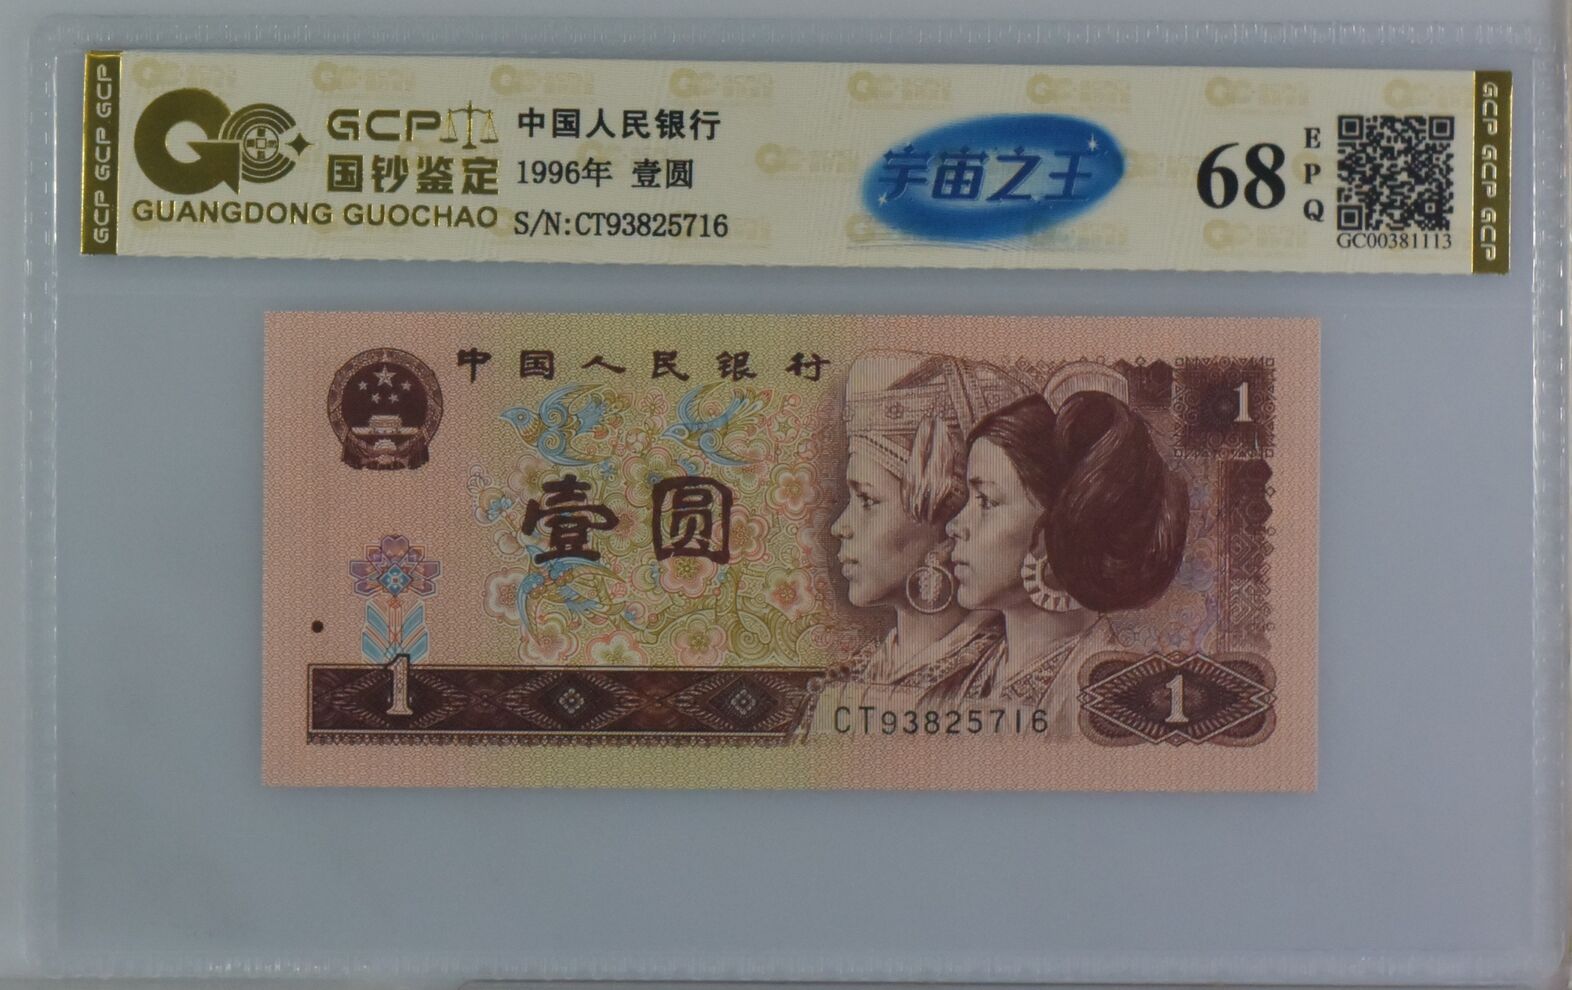 GCP GCP GCP
GCP
国钞鉴定
GUANGDONG GUOCHAO
中国人民银行
1996年 壹圆
S/N:CT93825716
宇宙之王
68
EPQ
GC00381113
GCP GCP GCP
中国人民银行
1
壹圆
1
CT93825716
1